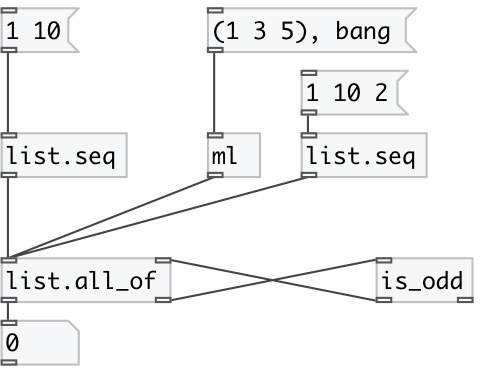 1 10
(1 3 5), bang
1 10 2
list.seq
ml
list.seq
list.all_of
is_odd
0